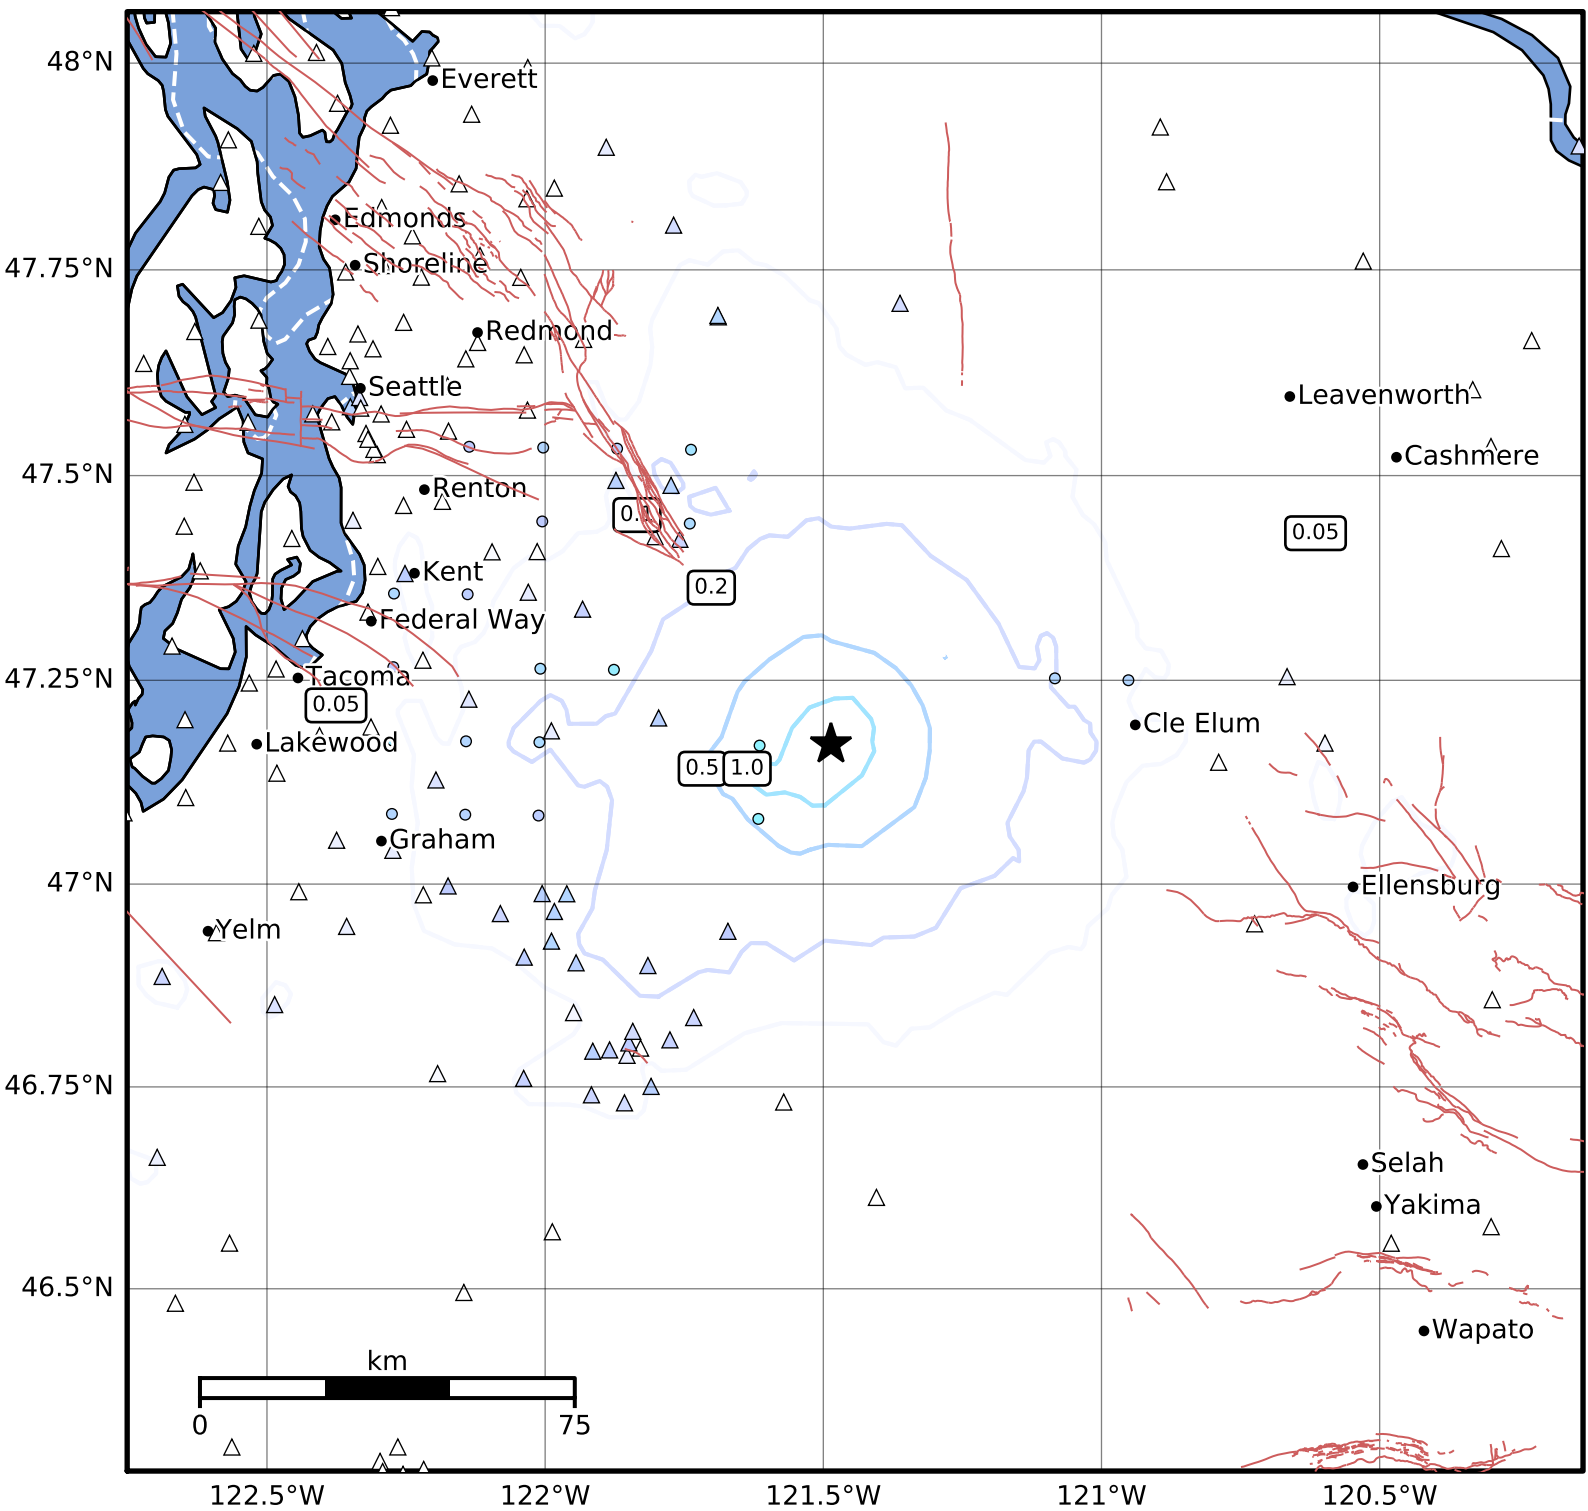 48°N
Everett
Edmonds
47.75°N
Shoreline
Redmond
Seattle
Leavenworth
Cashmere
47.5°N
Renton
0.1
0.05
Kent
0.2
Federal Way
47.25°N
Tacoma
0.05
Cle Elum
Lakewood
0.5
1.0
Graham
47°N
Ellensburg
Yelm
46.75°N
Selah
Yakima
46.5°N
Wapato
km
0
75
122.5°W
122°W
121.5°W
121°W
120.5°W